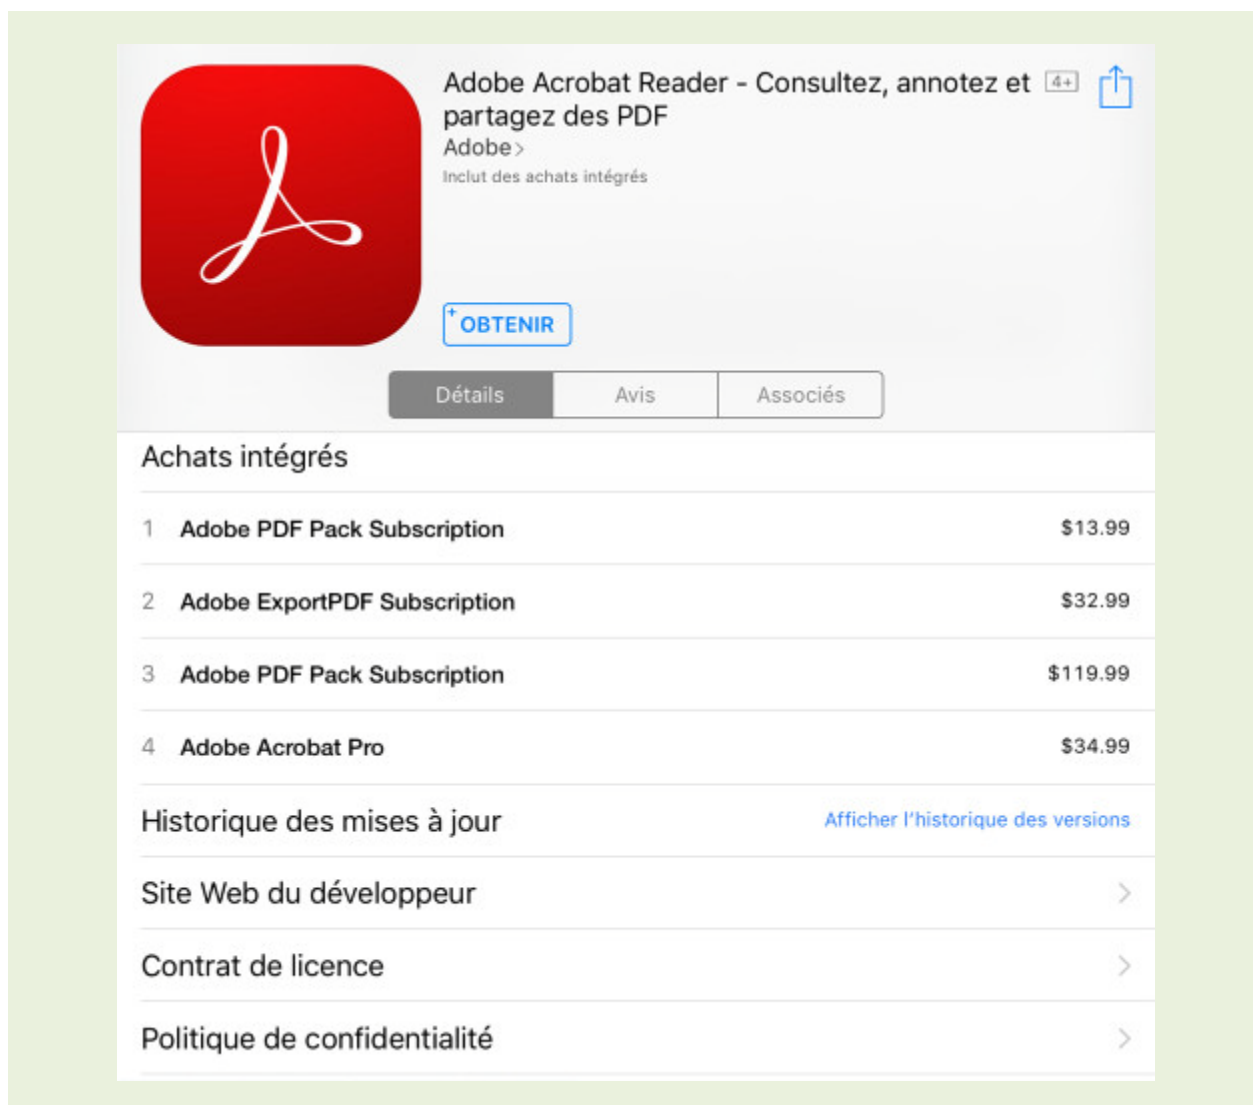 Adobe Acrobat Reader - Consultez, annotez et 4+
partagez des PDF
Adobe>
Inclut des achats intégrés
+ OBTENIR
Détails Avis Associés
Achats intégrés
1 Adobe PDF Pack Subscription $13.99
2 Adobe ExportPDF Subscription $32.99
3 Adobe PDF Pack Subscription $119.99
4 Adobe Acrobat Pro $34.99
Historique des mises à jour Afficher l'historique des versions
Site Web du développeur >
Contrat de licence >
Politique de confidentialité >